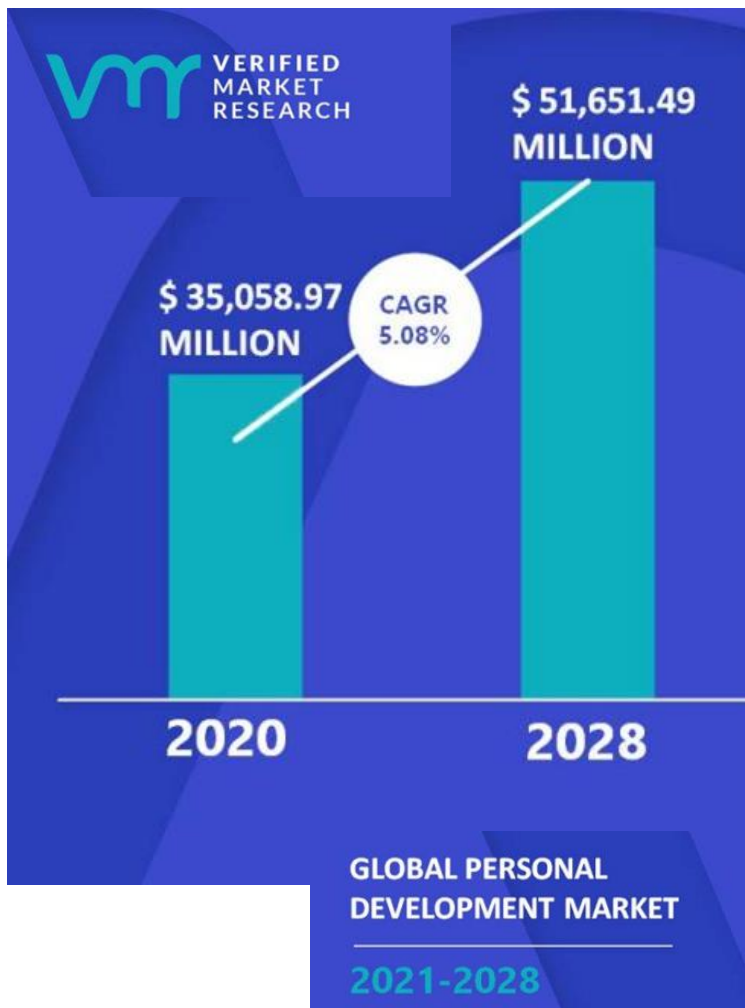 VMr
VERIFIED
MARKET
RESEARCH
$ 51,651.49
MILLION
$ 35,058.97
MILLION
CAGR
5.08%
2020
2028
GLOBAL PERSONAL
DEVELOPMENT MARKET
2021-2028